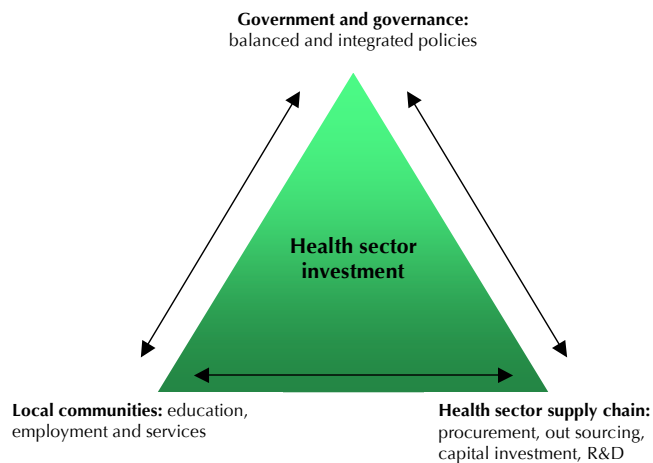 Government and governance:
balanced and integrated policies
Health sector
investment
Local communities: education,
employment and services
Health sector supply chain:
procurement, out sourcing,
capital investment, R&D